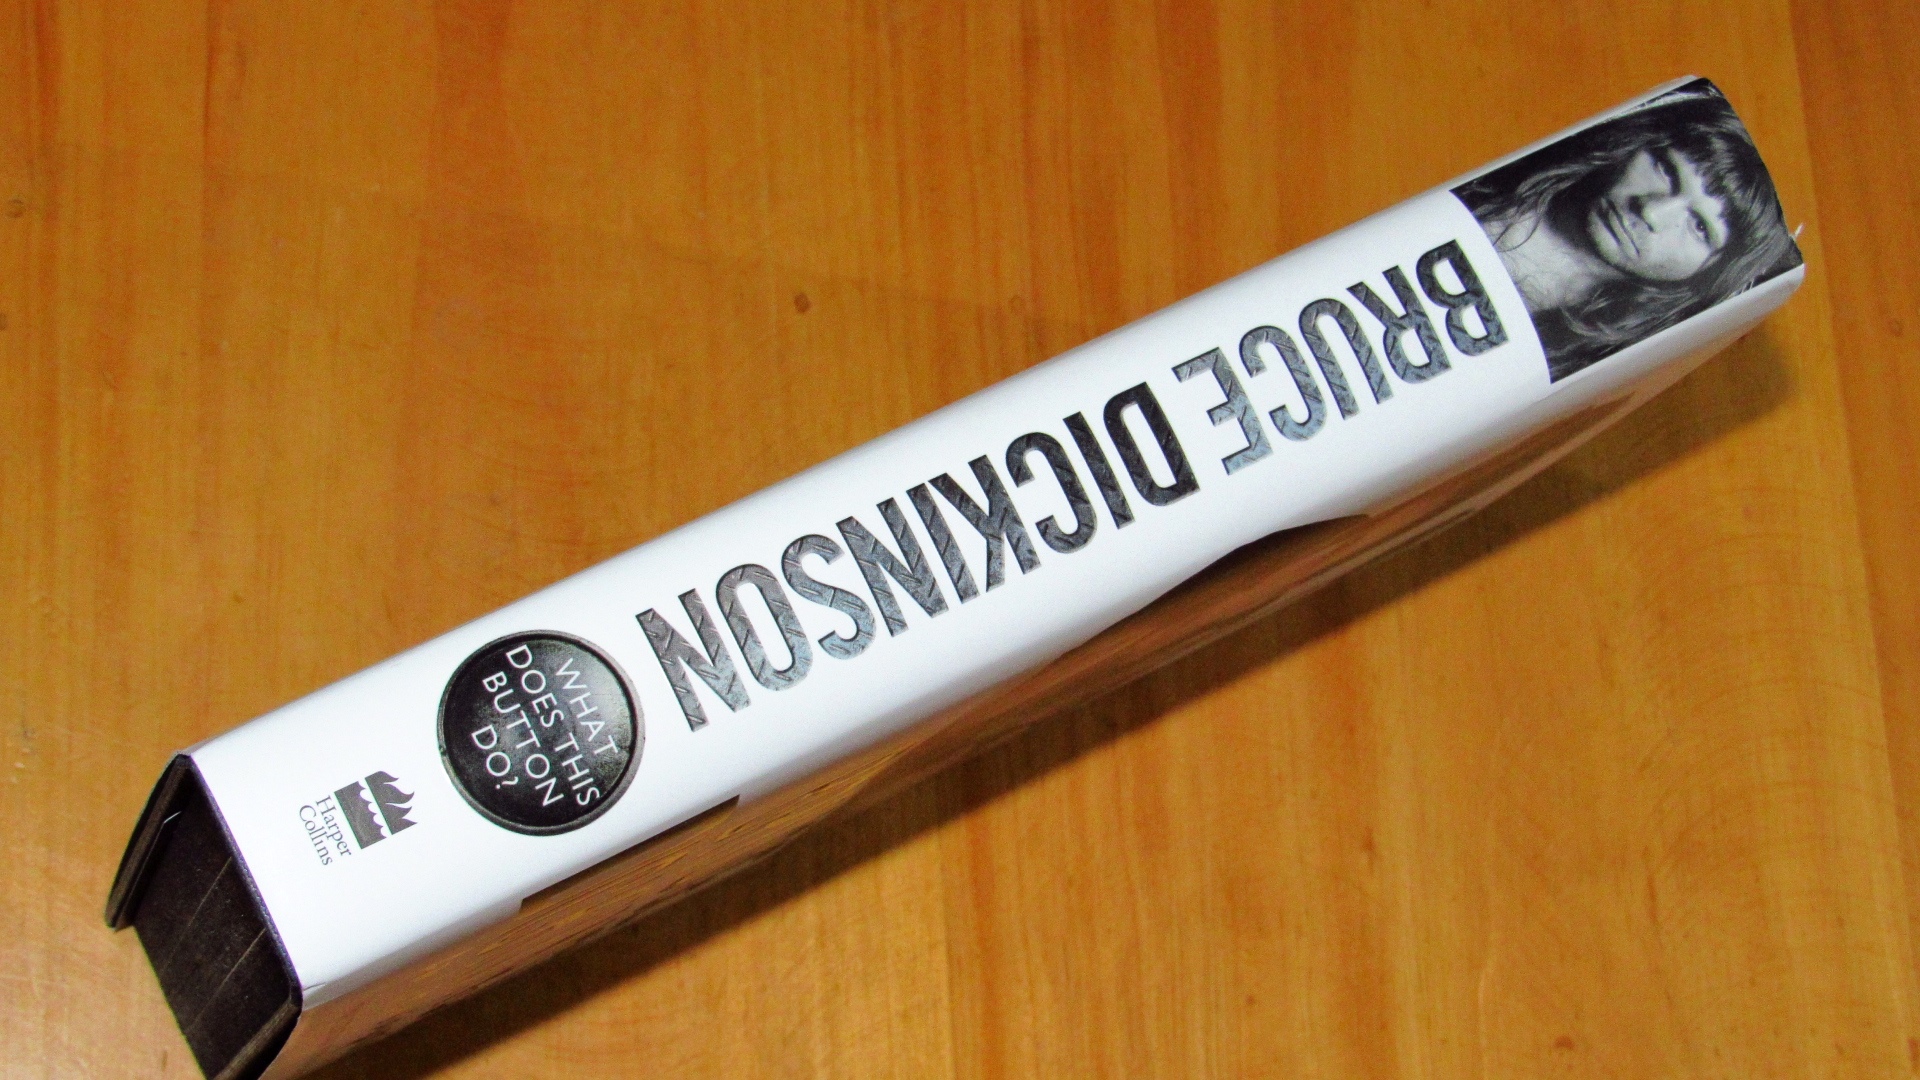 BRUCE DICKINSON
WHAT
DOES THIS
BUTTON
DO?
Harper
Collins